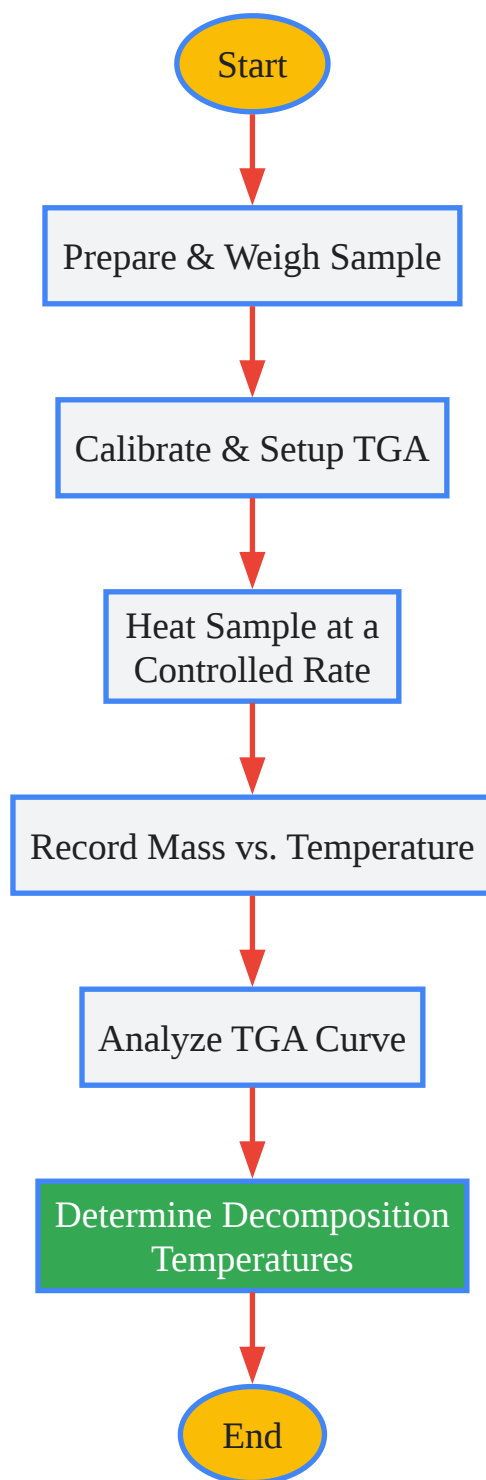 Start
Prepare & Weigh Sample
Calibrate & Setup TGA
Heat Sample at a
Controlled Rate
Record Mass vs. Temperature
Analyze TGA Curve
Determine Decomposition
Temperatures
End